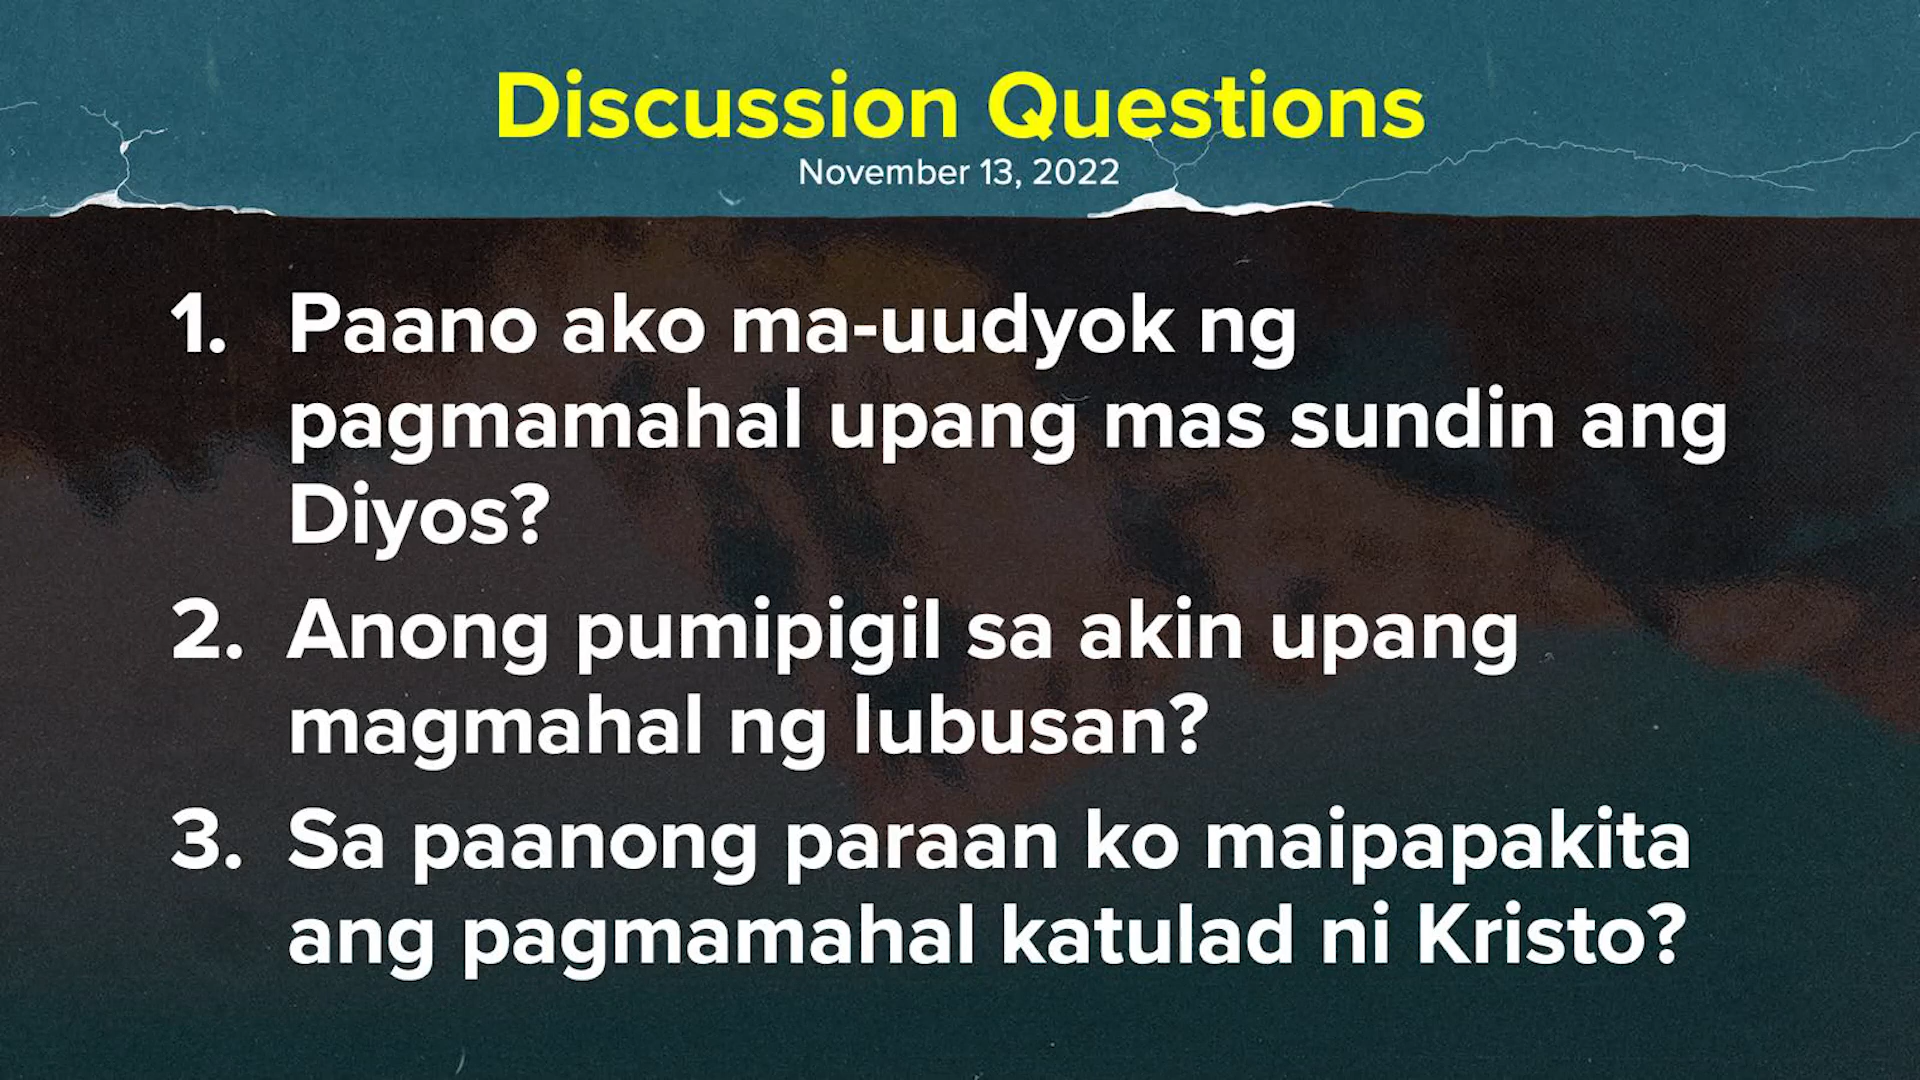 Discussion Questions
November 13, 2022
1. Paano ako ma-uudyok ng
pagmamahal upang mas sundin ang
Diyos?
2. Anong pumipigil sa akin upang
magmahal ng lubusan?
3. Sa paanong paraan ko maipapakita
ang pagmamahal katulad ni Kristo?